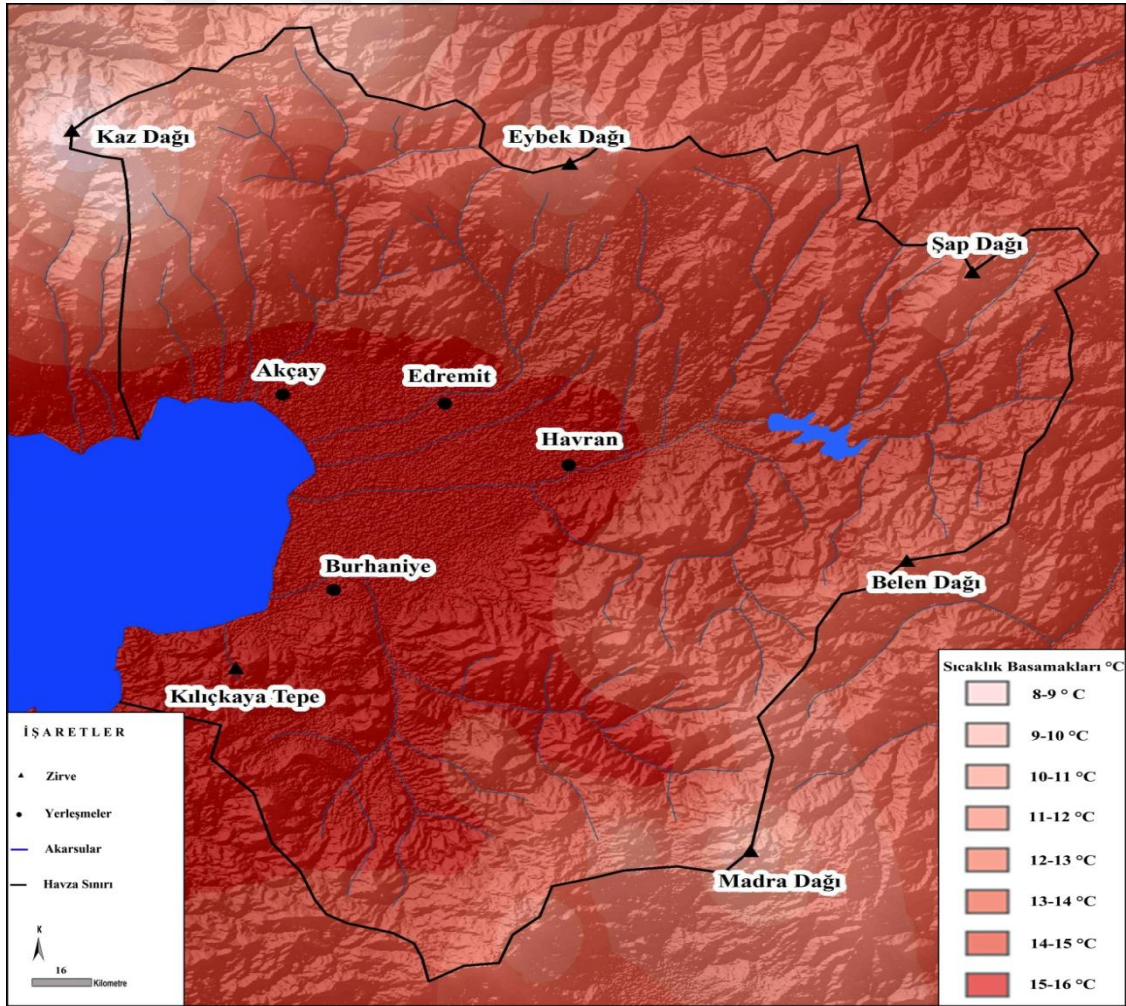 Kaz Dağı
Eybek Dağı
Şap Dağı
Akçay
Edremit
Havran
Burhaniye
Belen Dağı
Kılıçkaya Tepe
Madra Dağı
İŞARETLER
Zirve
Yerleşmeler
Akarsular
Havza Sınırı
K
16
Kilometre
Sıcaklık Basamakları °C
8-9 ° C
9-10 °C
10-11 °C
11-12 °C
12-13 °C
13-14 °C
14-15 °C
15-16 °C